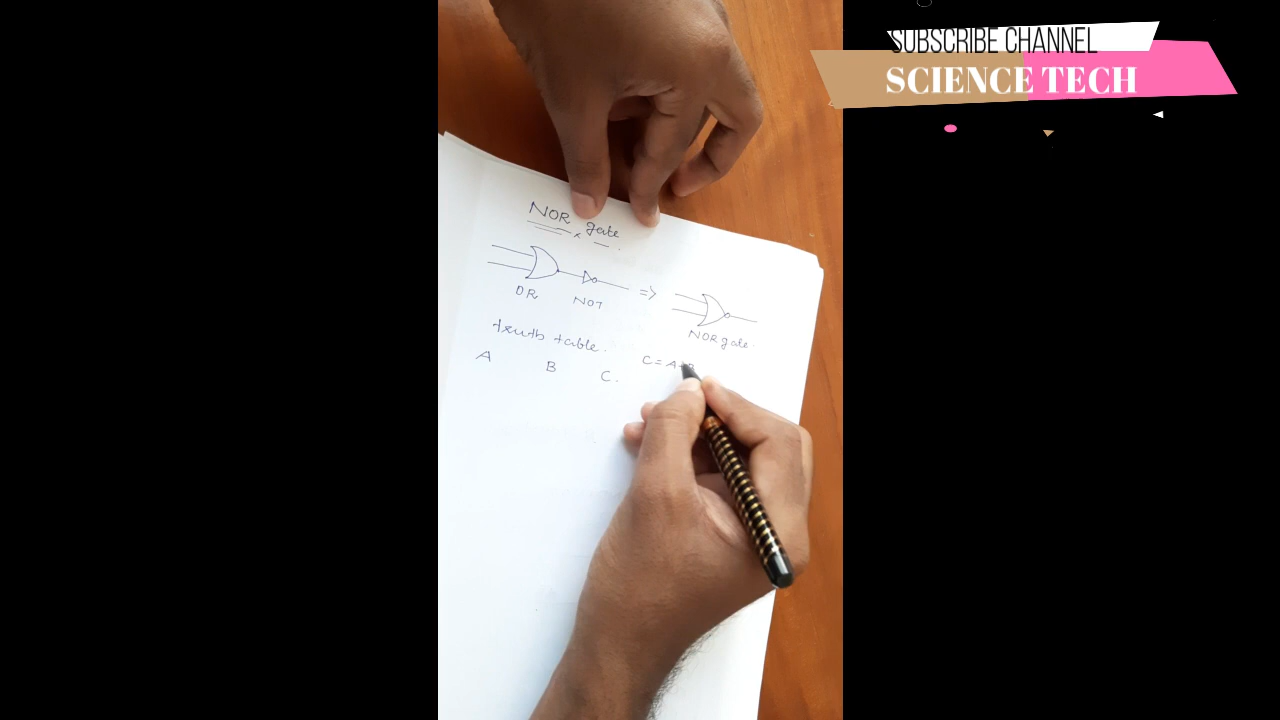 SUBSCRIBE CHANNEL
SCIENCE TECH
NOR gate.
OR NOT =>
NOR gate.
truth table.
A B C.
C = A+B